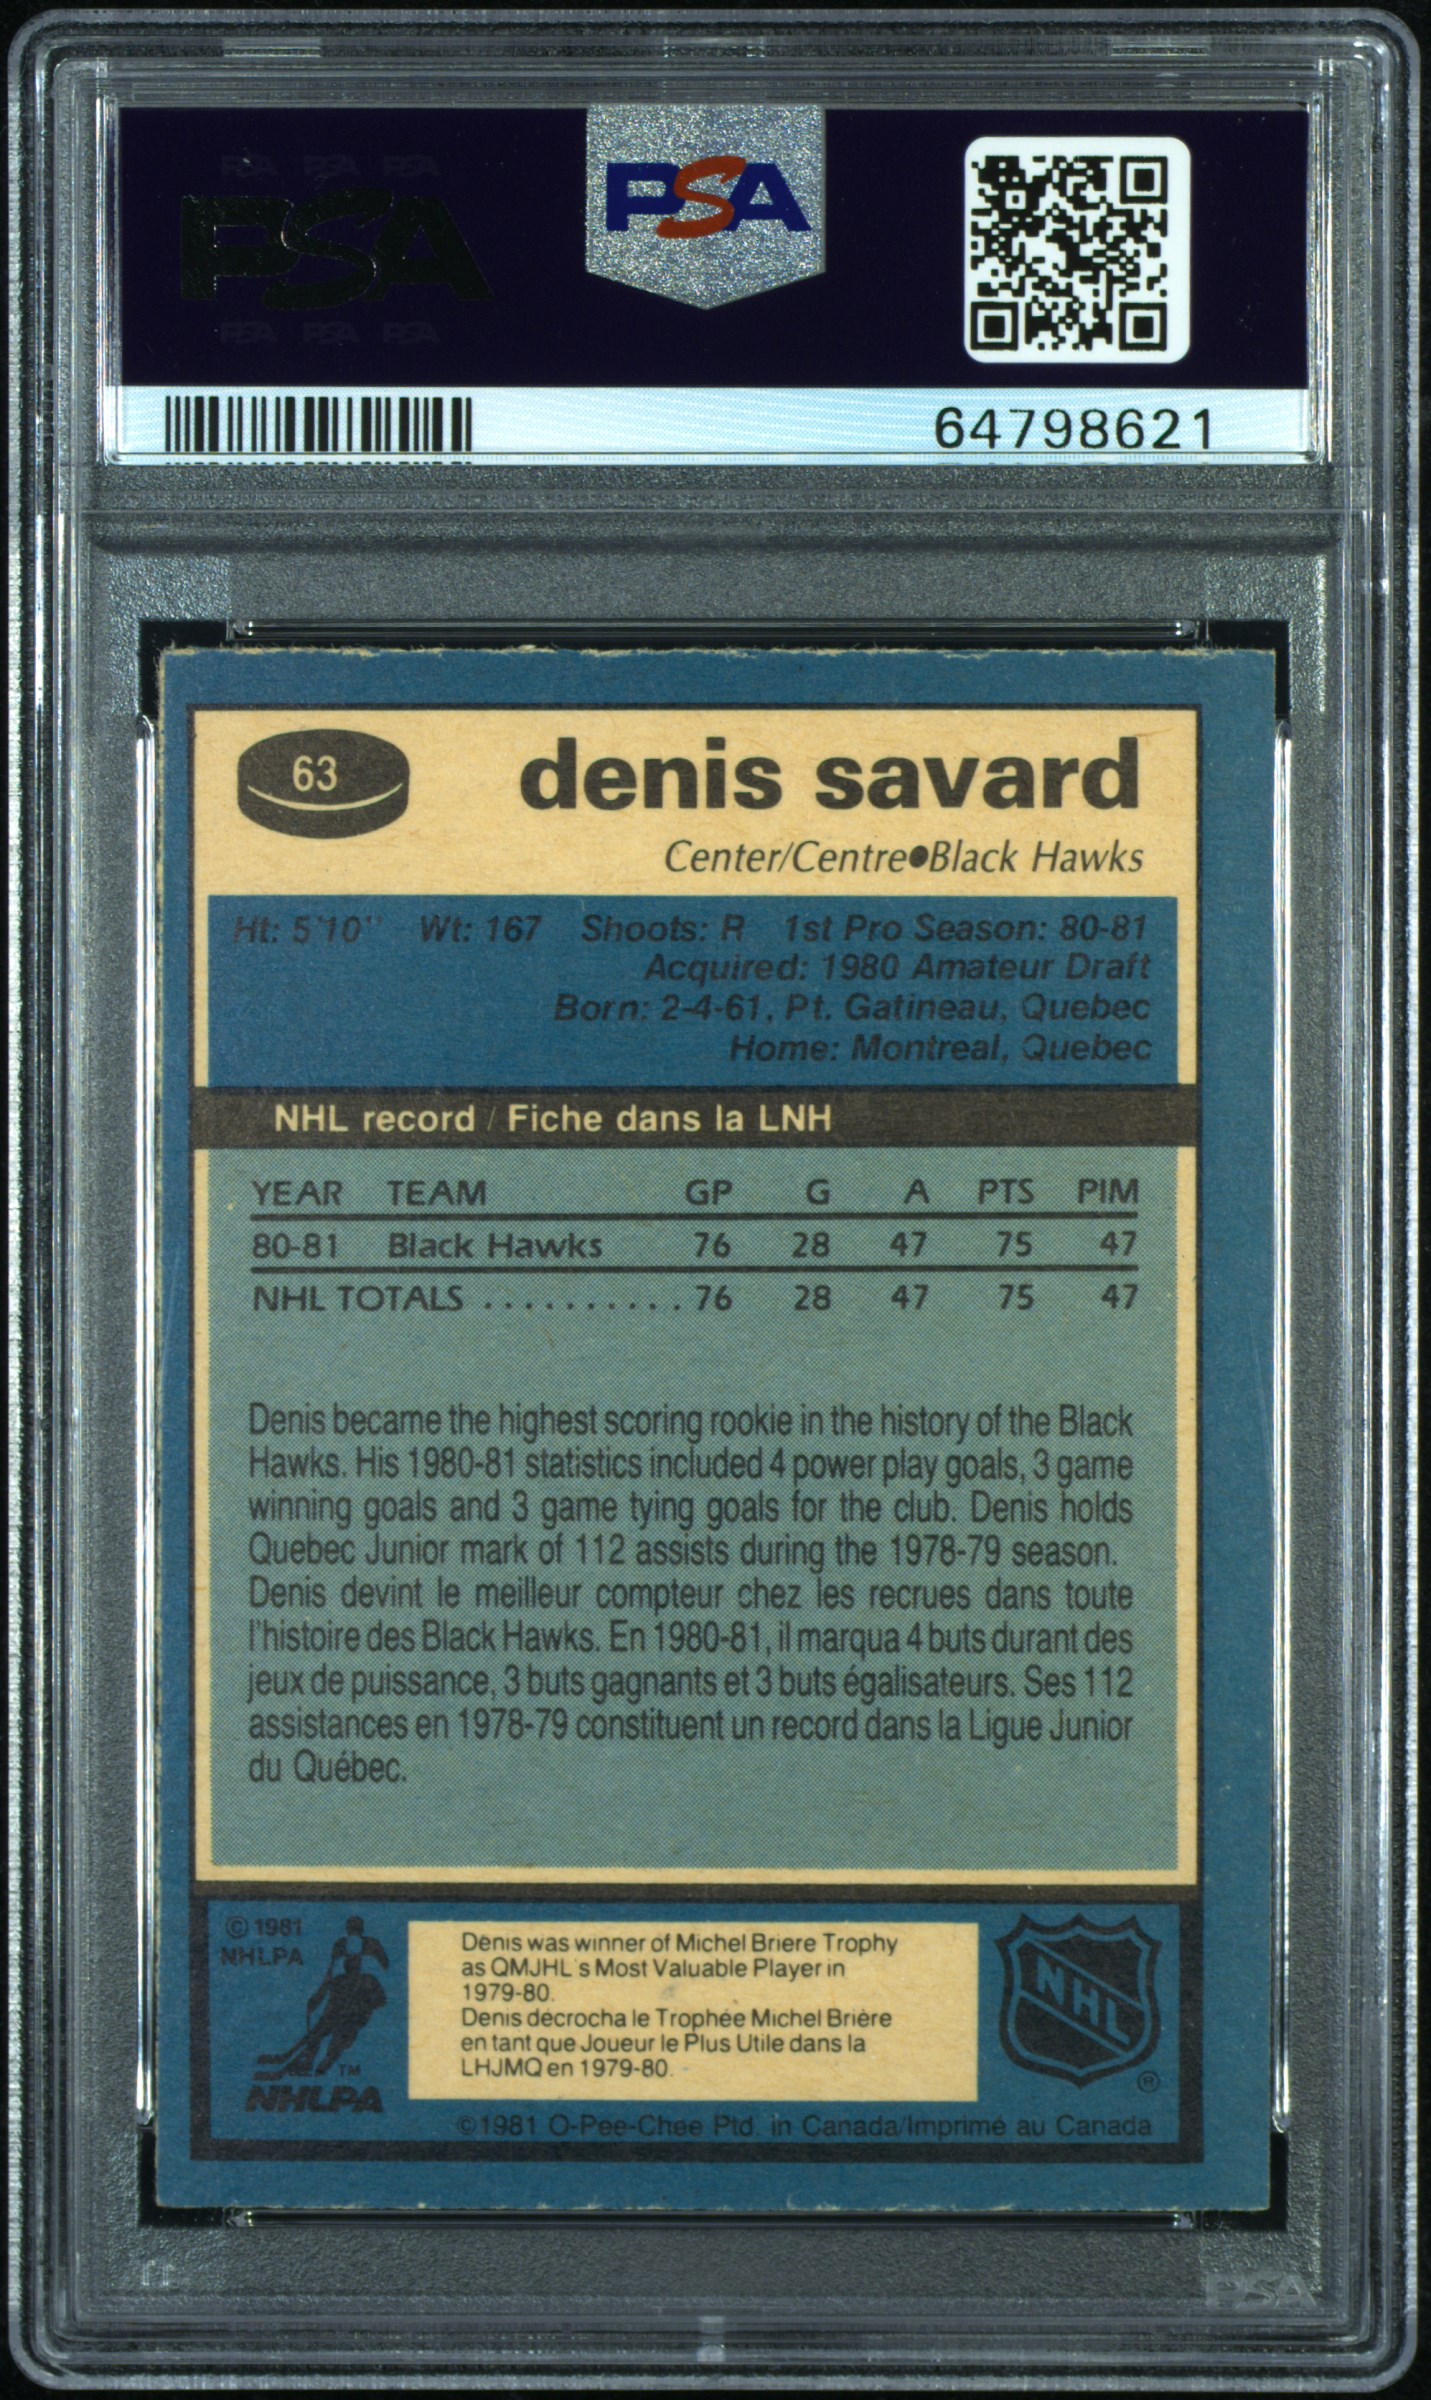 PSA PSA PSA
PSA
PSA PSA PSA
PSA
64798621
63
denis savard
Center/Centre●Black Hawks
Ht: 5'10" Wt: 167 Shoots: R 1st Pro Season: 80-81
Acquired: 1980 Amateur Draft
Born: 2-4-61, Pt. Gatineau, Quebec
Home: Montreal, Quebec
NHL record / Fiche dans la LNH
YEAR TEAM GP G A PTS PIM
80-81 Black Hawks 76 28 47 75 47
NHL TOTALS .......... 76 28 47 75 47
Denis became the highest scoring rookie in the history of the Black
Hawks. His 1980-81 statistics included 4 power play goals, 3 game
winning goals and 3 game tying goals for the club. Denis holds
Quebec Junior mark of 112 assists during the 1978-79 season.
Denis devint le meilleur compteur chez les recrues dans toute
l'histoire des Black Hawks. En 1980-81, il marqua 4 buts durant des
jeux de puissance, 3 buts gagnants et 3 buts égalisateurs. Ses 112
assistances en 1978-79 constituent un record dans la Ligue Junior
du Québec.
© 1981
NHLPA
TM
NHLPA
Denis was winner of Michel Briere Trophy
as QMJHL's Most Valuable Player in
1979-80.
Denis décrocha le Trophée Michel Brière
en tant que Joueur le Plus Utile dans la
LHJMQ en 1979-80.
NHL
®
©1981 O-Pee-Chee Ptd. in Canada/Imprimé au Canada
PSA